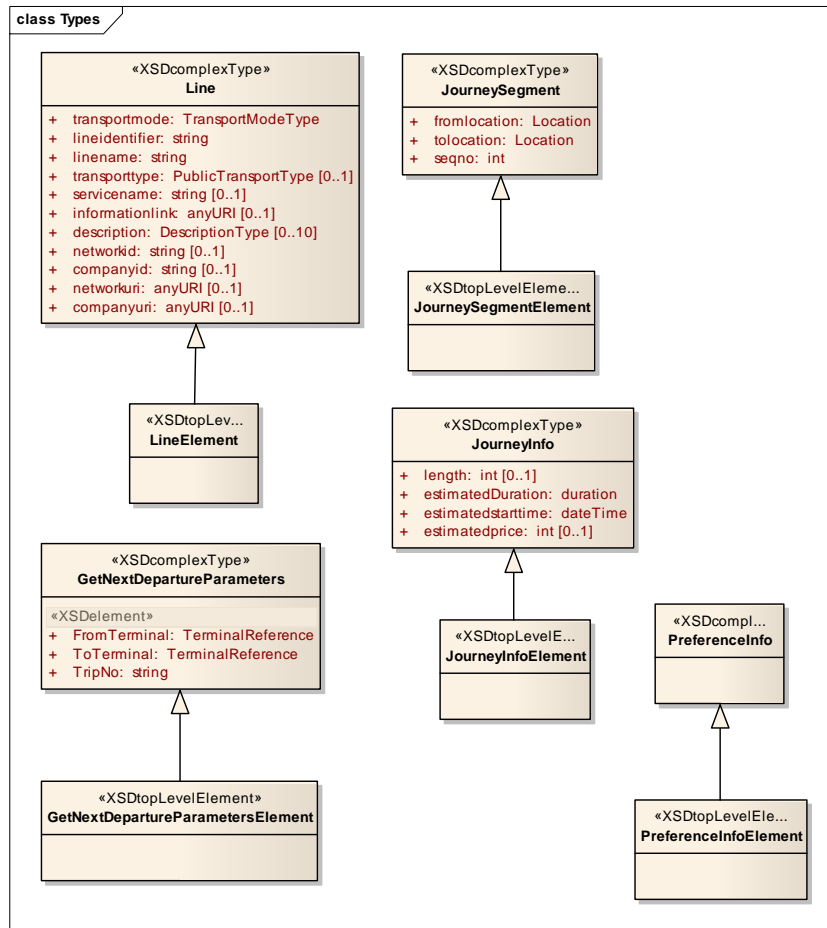 class Types
«XSDcomplexType»
Line
+ transportmode: TransportModeType
+ lineidentifier: string
+ linename: string
+ transporttype: PublicTransportType [0..1]
+ servicename: string [0..1]
+ informationlink: anyURI [0..1]
+ description: DescriptionType [0..10]
+ networkid: string [0..1]
+ companyid: string [0..1]
+ networkuri: anyURI [0..1]
+ companyuri: anyURI [0..1]
«XSDcomplexType»
JourneySegment
+ fromlocation: Location
+ tolocation: Location
+ seqno: int
«XSDtopLevelEleme...
JourneySegmentElement
«XSDtopLev...
LineElement
«XSDcomplexType»
JourneyInfo
+ length: int [0..1]
+ estimatedDuration: duration
+ estimatedstarttime: dateTime
+ estimatedprice: int [0..1]
«XSDcomplexType»
GetNextDepartureParameters
«XSDelement»
+ FromTerminal: TerminalReference
+ ToTerminal: TerminalReference
+ TripNo: string
«XSDtopLevelE...
JourneyInfoElement
«XSDcompl...
PreferenceInfo
«XSDtopLevelElement»
GetNextDepartureParametersElement
«XSDtopLevelEle...
PreferenceInfoElement